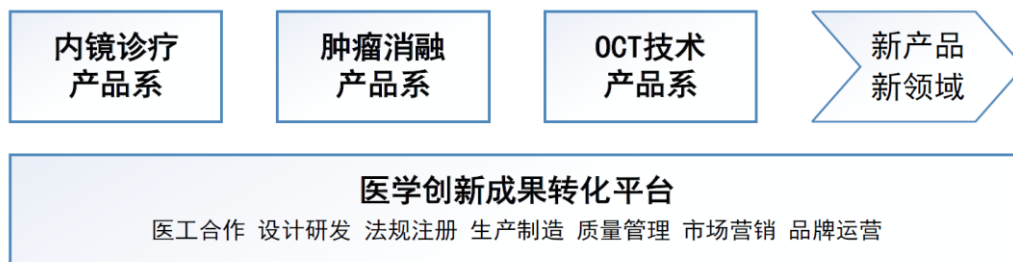 内镜诊疗
产品系
肿瘤消融
产品系
OCT技术
产品系
新产品
新领域
医学创新成果转化平台
医工合作 设计研发 法规注册 生产制造 质量管理 市场营销 品牌运营